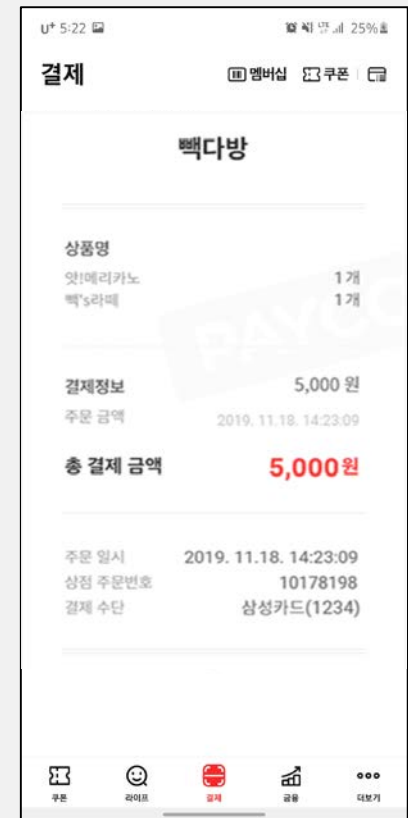 U+ 5:22 25%
결제 멤버십 쿠폰
빽다방
상품명
앗!메리카노 1개
빽's라떼 1개
PAYCO
결제정보 5,000 원
주문 금액 2019. 11.18. 14:23:09
총 결제 금액 5,000원
주문 일시 2019. 11.18. 14:23:09
상점 주문번호 10178198
결제 수단 삼성카드(1234)
쿠폰 라이프 결제 금융 더보기